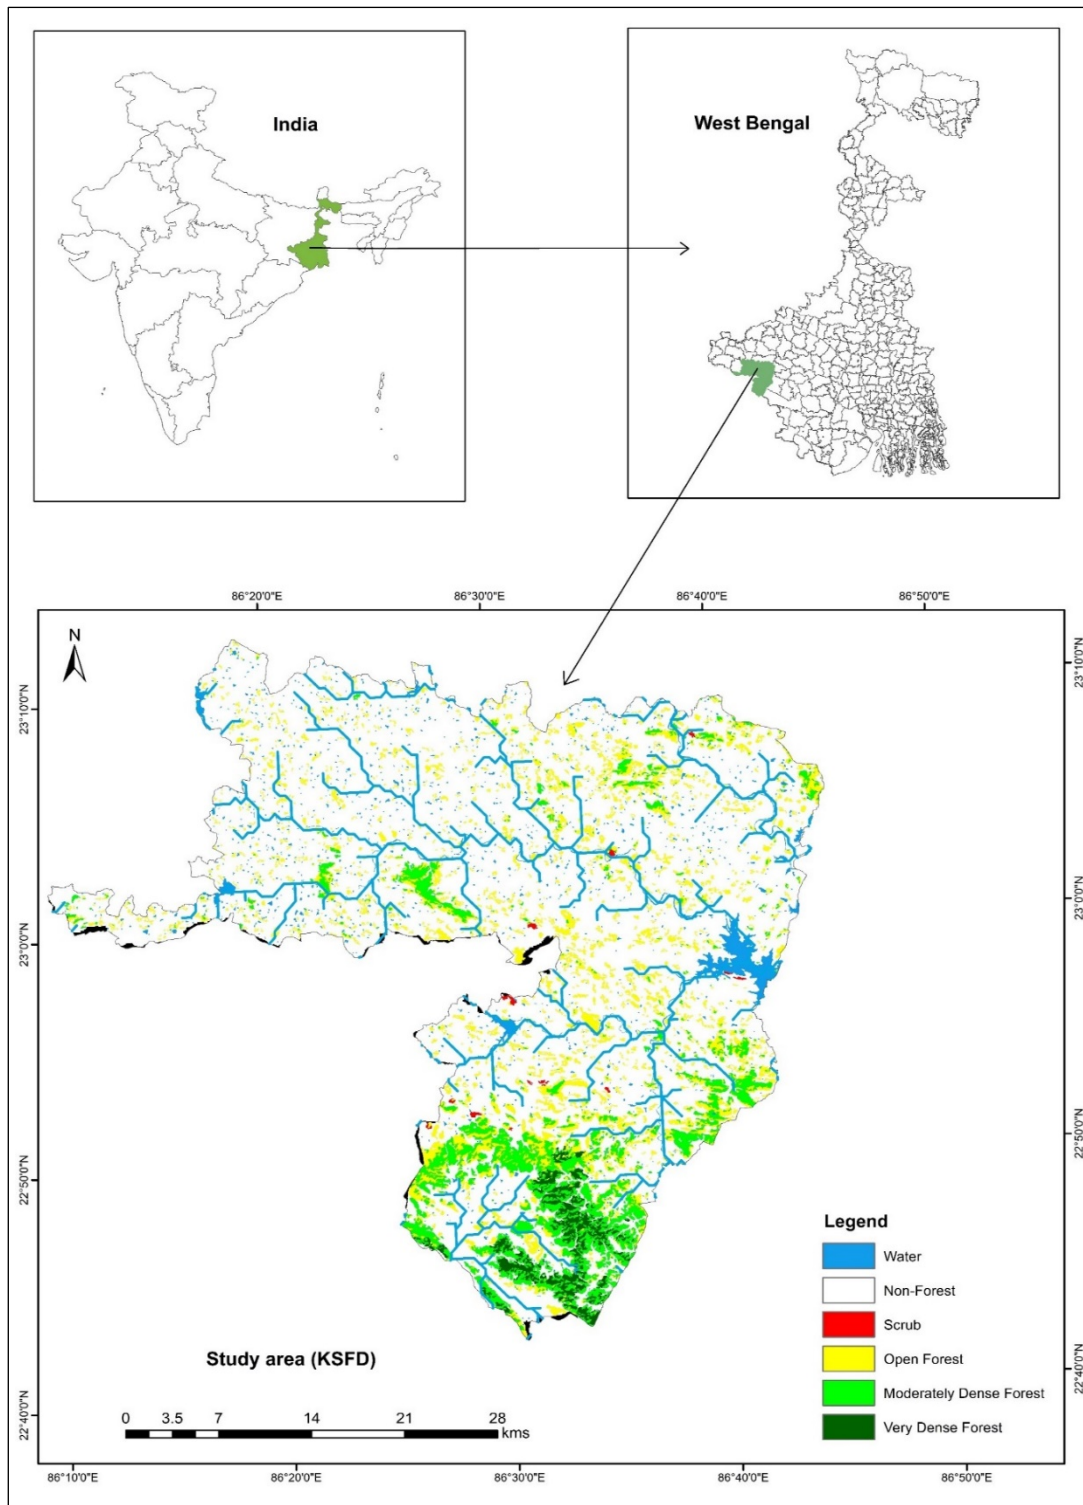 India
West Bengal
86°20'0"E 86°30'0"E 86°40'0"E 86°50'0"E
N
23°10'0"N
23°10'0"N
23°0'0"N
23°0'0"N
22°50'0"N
22°50'0"N
22°40'0"N
22°40'0"N
Legend
Water
Non-Forest
Scrub
Open Forest
Moderately Dense Forest
Very Dense Forest
Study area (KSFD)
0 3.5 7 14 21 28
kms
86°10'0"E 86°20'0"E 86°30'0"E 86°40'0"E 86°50'0"E